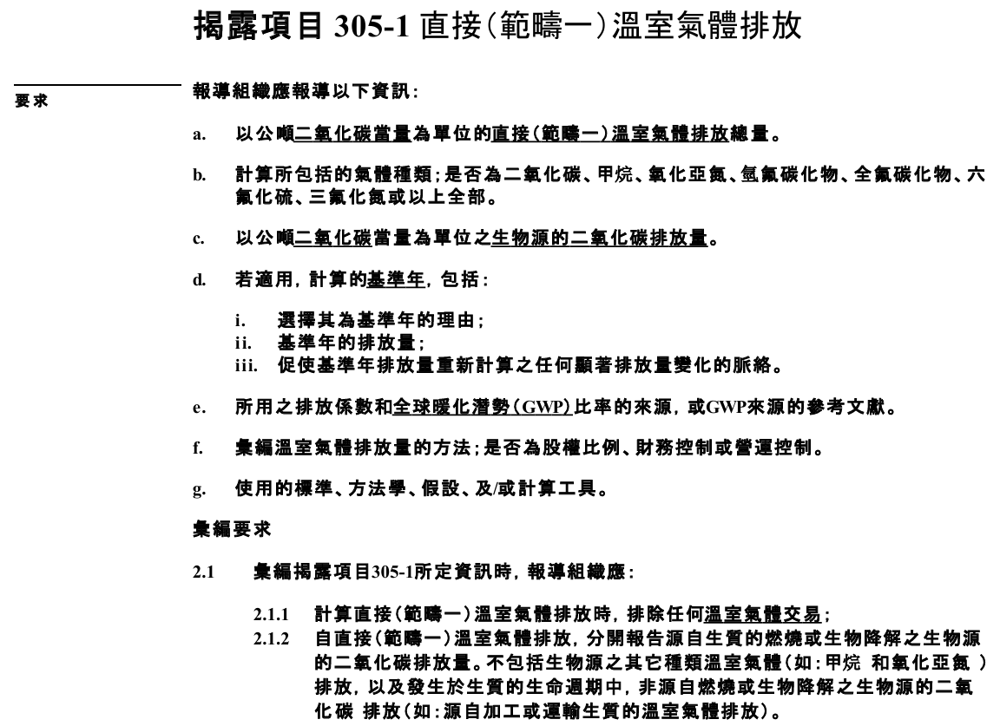 揭露項目 305-1 直接（範疇一）溫室氣體排放
要求
報導組織應報導以下資訊：
a. 以公噸二氧化碳當量為單位的直接（範疇一）溫室氣體排放總量。
b. 計算所包括的氣體種類；是否為二氧化碳、甲烷、氧化亞氮、氫氟碳化物、全氟碳化物、六
氟化硫、三氟化氮或以上全部。
c. 以公噸二氧化碳當量為單位之生物源的二氧化碳排放量。
d. 若適用，計算的基準年，包括：
i. 選擇其為基準年的理由；
ii. 基準年的排放量；
iii. 促使基準年排放量重新計算之任何顯著排放量變化的脈絡。
e. 所用之排放係數和全球暖化潛勢（GWP）比率的來源，或GWP來源的參考文獻。
f. 彙編溫室氣體排放量的方法；是否為股權比例、財務控制或營運控制。
g. 使用的標準、方法學、假設、及/或計算工具。
彙編要求
2.1 彙編揭露項目305-1所定資訊時，報導組織應：
2.1.1 計算直接（範疇一）溫室氣體排放時，排除任何溫室氣體交易；
2.1.2 自直接（範疇一）溫室氣體排放，分開報告源自生質的燃燒或生物降解之生物源
的二氧化碳排放量。不包括生物源之其它種類溫室氣體（如：甲烷 和氧化亞氮 ）
排放，以及發生於生質的生命週期中，非源自燃燒或生物降解之生物源的二氧
化碳 排放（如：源自加工或運輸生質的溫室氣體排放）。